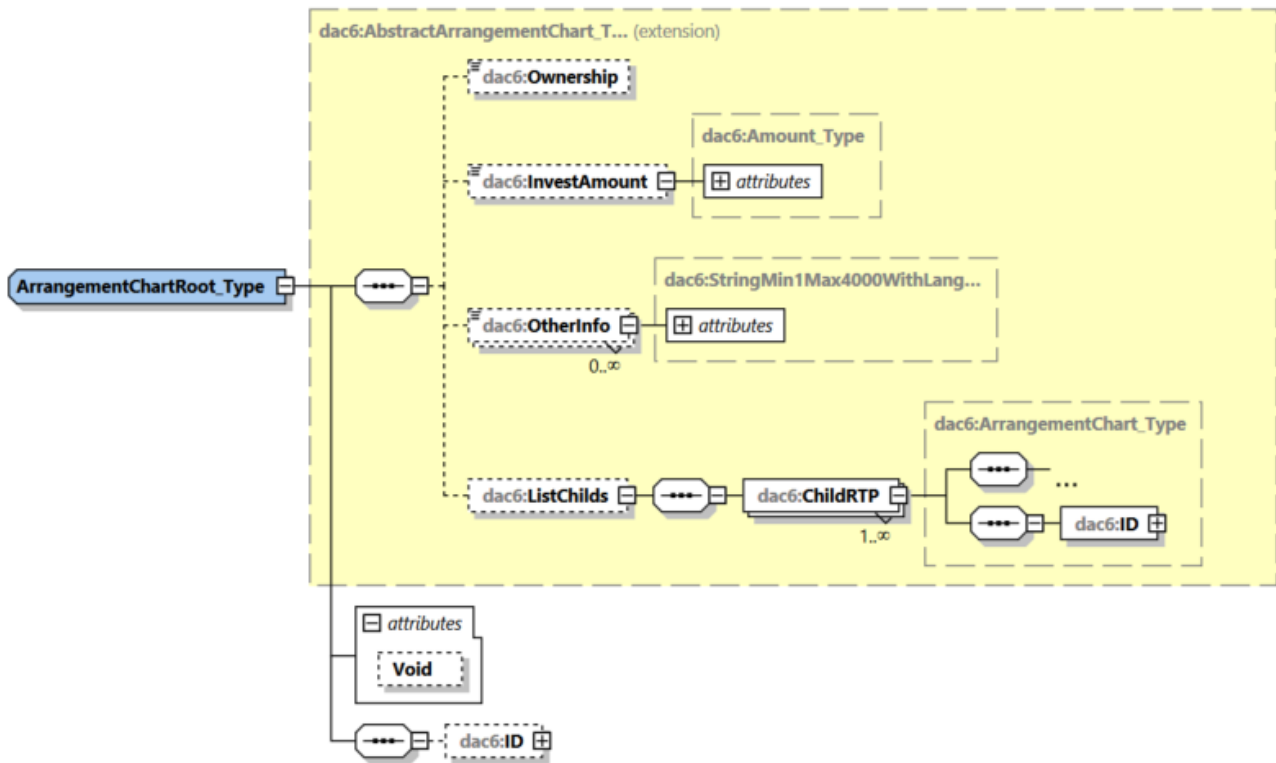 dac6:AbstractArrangementChart_T... (extension)
dac6:Ownership
dac6:Amount_Type
dac6:InvestAmount
attributes
ArrangementChartRoot_Type
dac6:StringMin1Max4000WithLang...
dac6:OtherInfo
attributes
0..∞
dac6:ArrangementChart_Type
...
dac6:ListChilds
dac6:ChildRTP
1..∞
dac6:ID
attributes
Void
dac6:ID